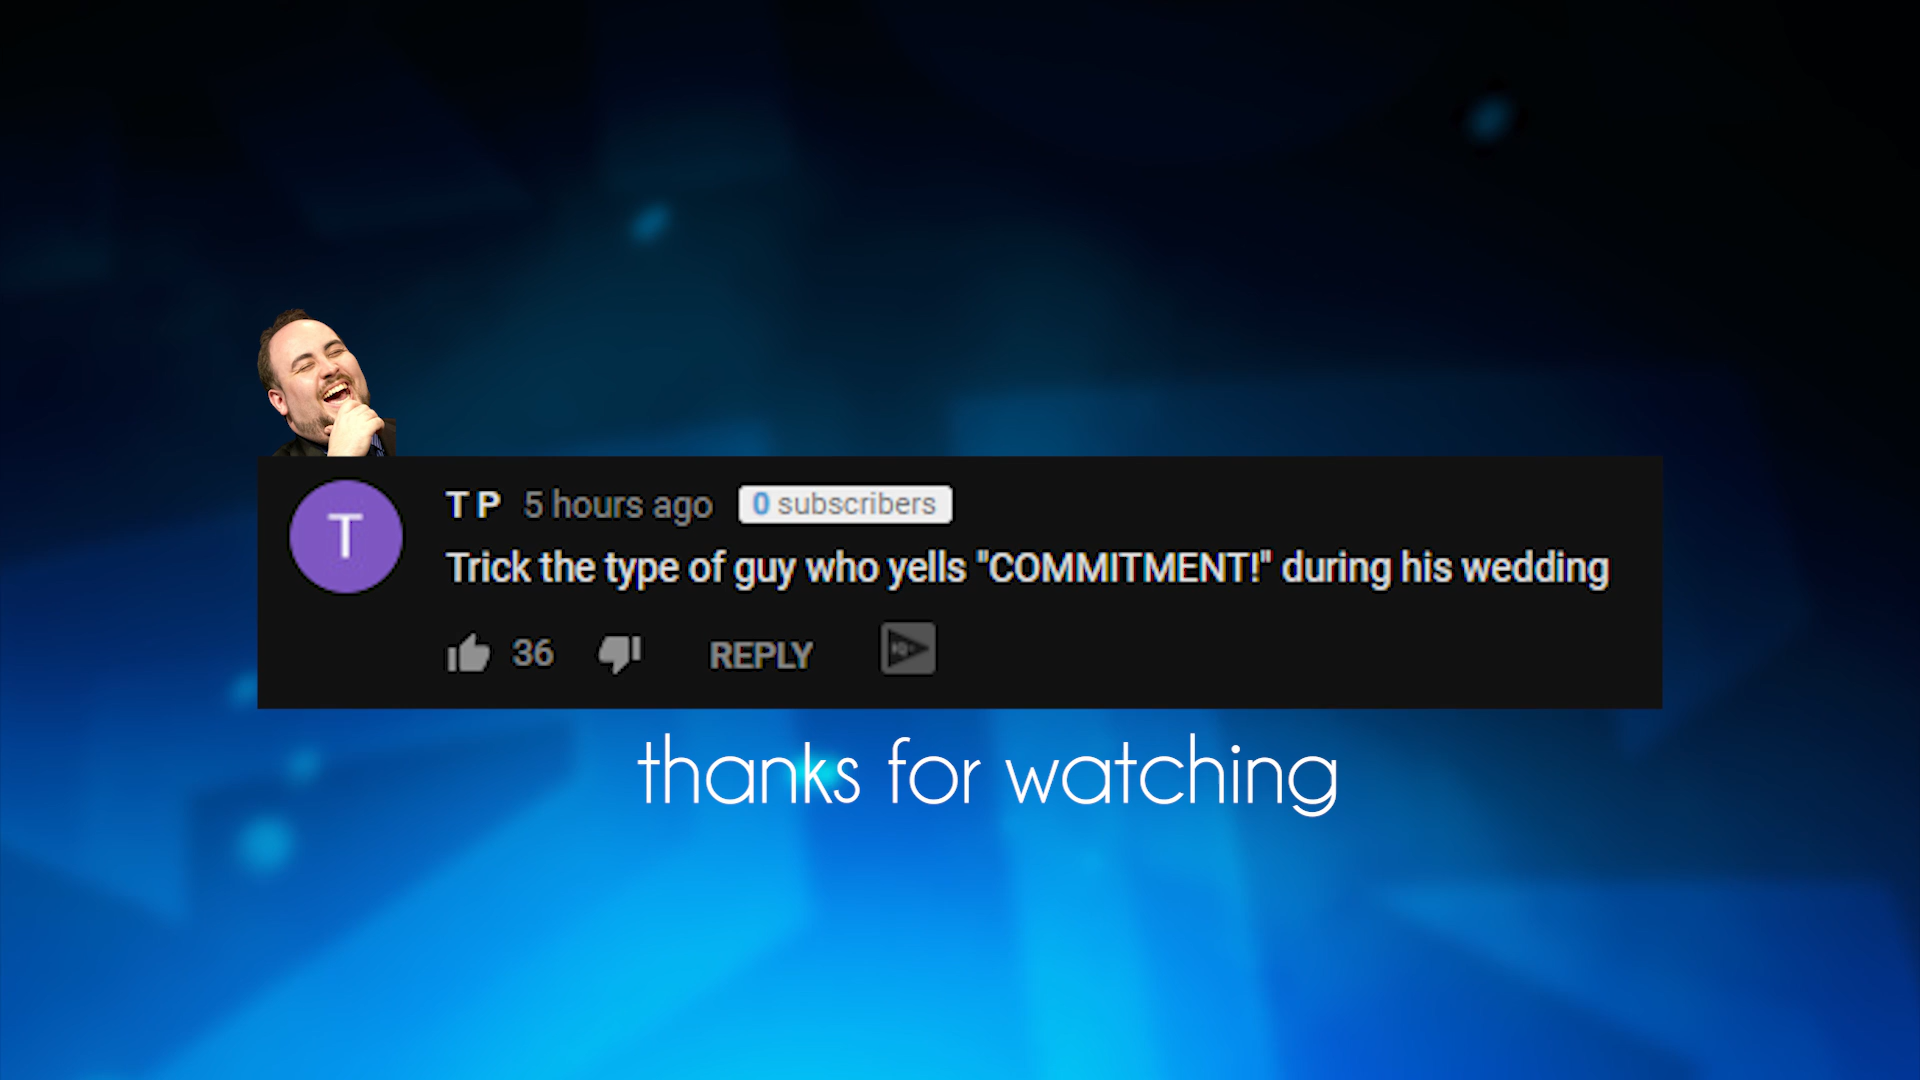 T
T P 5 hours ago 0 subscribers
Trick the type of guy who yells "COMMITMENT!" during his wedding
36 REPLY
thanks for watching